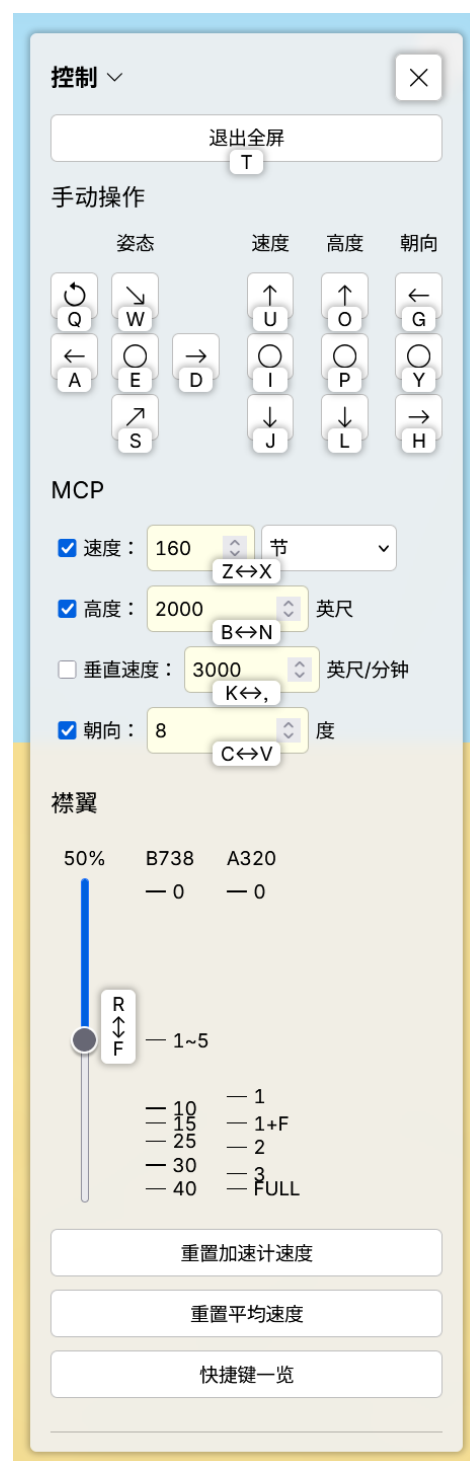 控制
退出全屏
T
手动操作
姿态 速度 高度 朝向
Q W U O G
A E D I P Y
S J L H
MCP
速度： 160 节
Z↔X
高度： 2000 英尺
B↔N
垂直速度： 3000 英尺/分钟
K↔,
朝向： 8 度
C↔V
襟翼
50% B738 A320
0 0
R
↕
F
1~5
1
10
15 1+F
25 2
30 3
40 FULL
重置加速计速度
重置平均速度
快捷键一览